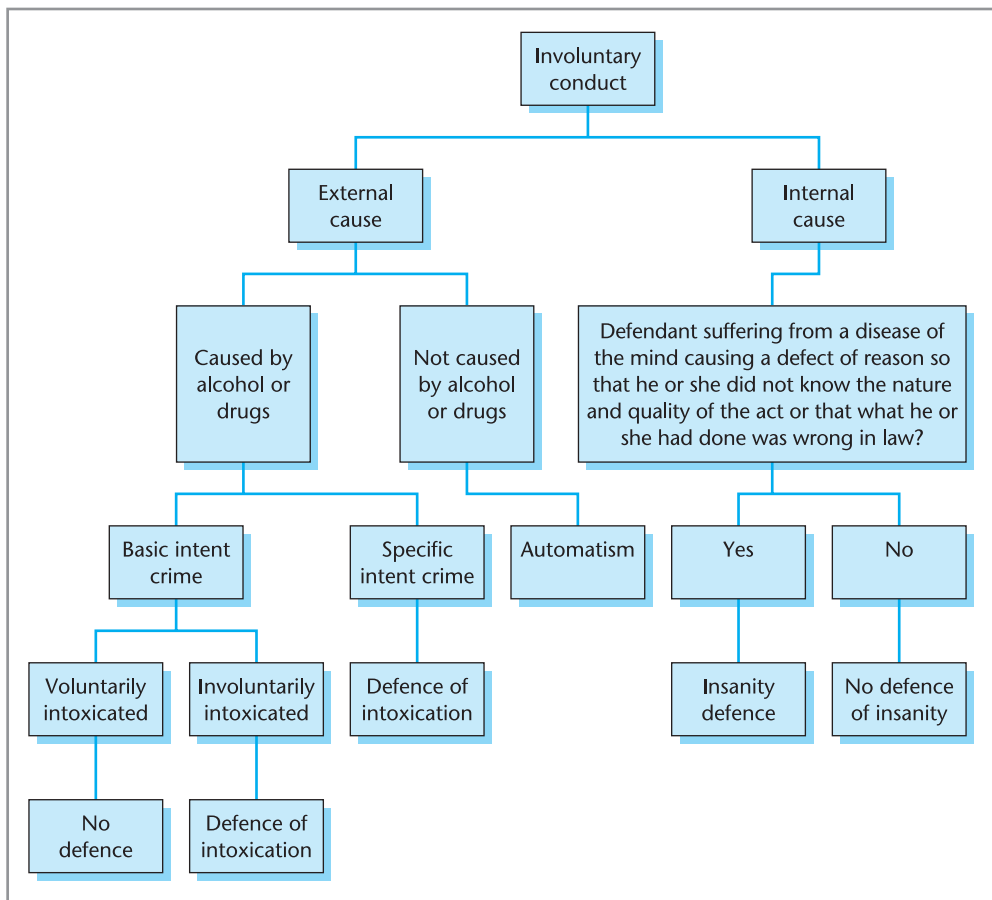 Involuntary
conduct
External
cause
Internal
cause
Caused by
alcohol or
drugs
Not caused
by alcohol
or drugs
Defendant suffering from a disease of
the mind causing a defect of reason so
that he or she did not know the nature
and quality of the act or that what he or
she had done was wrong in law?
Basic intent
crime
Specific
intent crime
Automatism
Yes
No
Voluntarily
intoxicated
Involuntarily
intoxicated
Defence of
intoxication
Insanity
defence
No defence
of insanity
No
defence
Defence of
intoxication